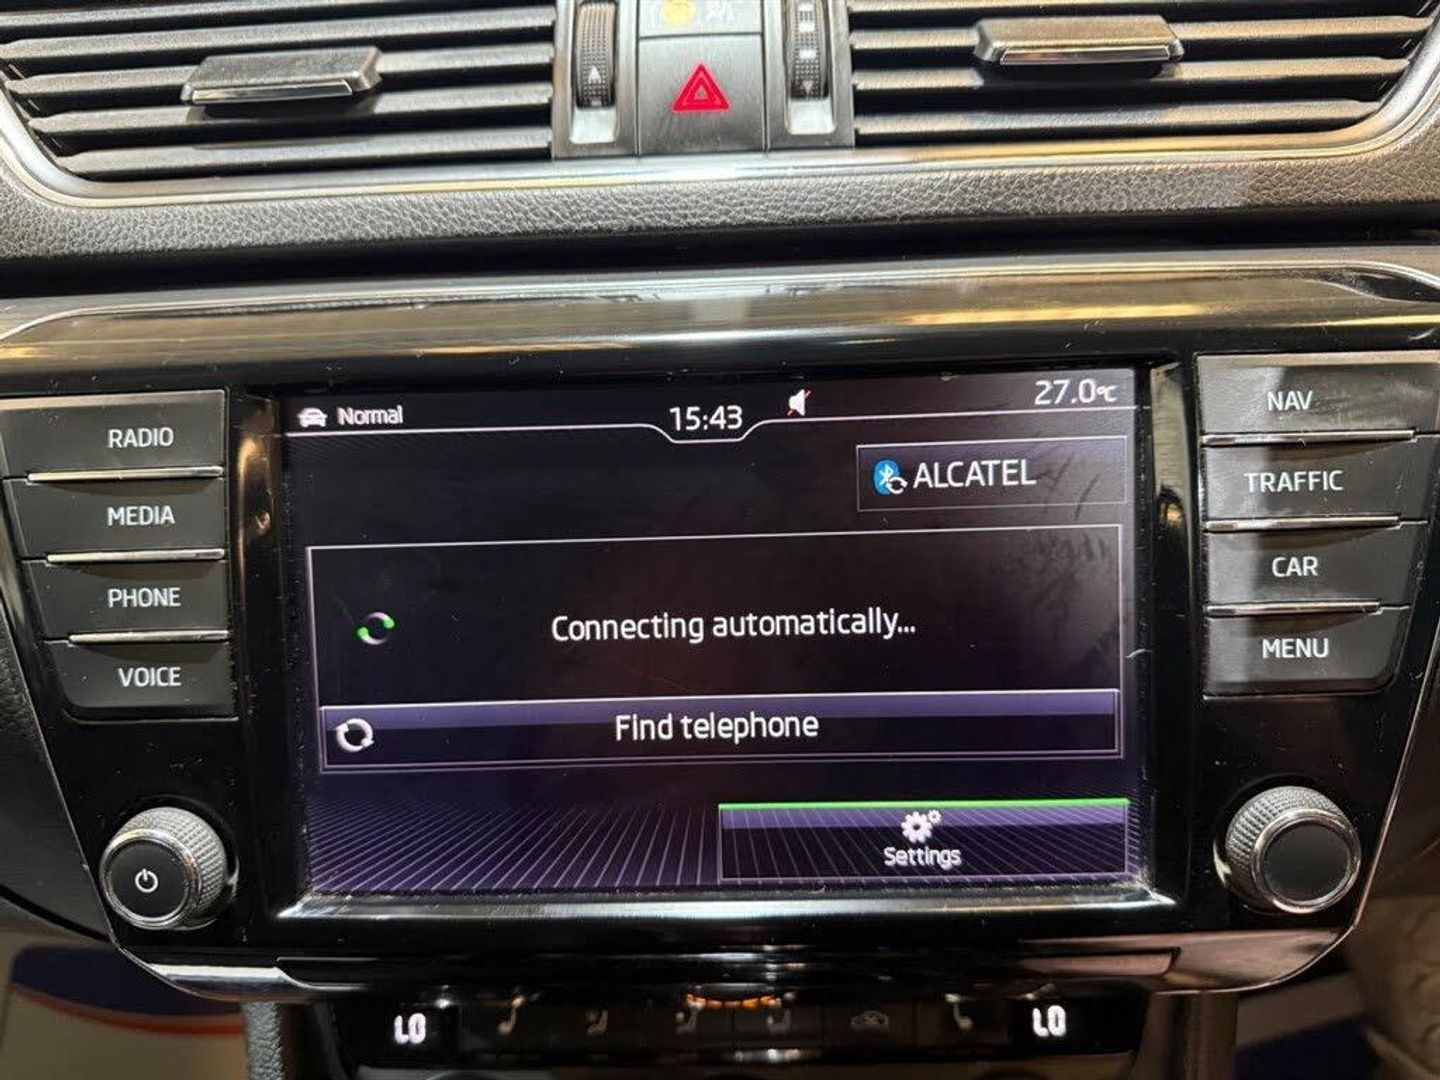 Normal
15:43
27.0°C
ALCATEL
Connecting automatically...
Find telephone
Settings
RADIO
MEDIA
PHONE
VOICE
NAV
TRAFFIC
CAR
MENU
LO
LO